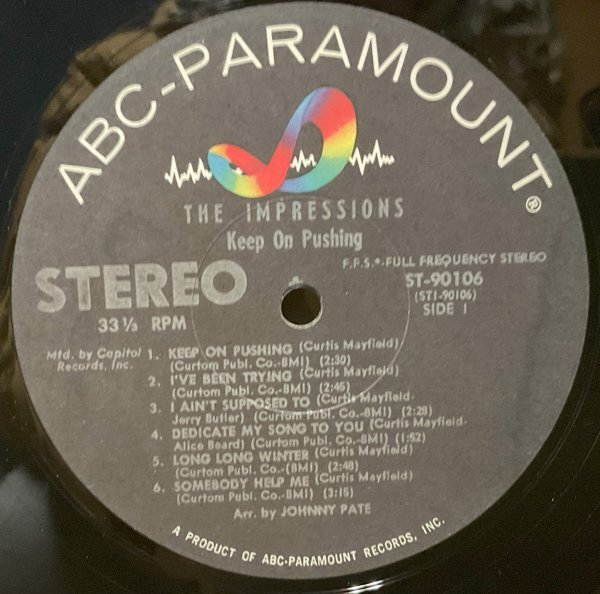 ABC-PARAMOUNT
®
THE IMPRESSIONS
Keep On Pushing
F.F.S.*-FULL FREQUENCY STEREO
STEREO
ST-90106
(ST1-90106)
33⅓ RPM
SIDE 1
Mfd. by Capitol
Records, Inc.
1. KEEP ON PUSHING (Curtis Mayfield)
(Curtom Publ. Co.-BMI) (2:30)
2. I'VE BEEN TRYING (Curtis Mayfield)
(Curtom Publ. Co.-BMI) (2:45)
3. I AIN'T SUPPOSED TO (Curtis Mayfield-
Jerry Butler) (Curtom Publ. Co.-BMI) (2:28)
4. DEDICATE MY SONG TO YOU (Curtis Mayfield-
Alice Beard) (Curtom Publ. Co.-BMI) (1:52)
5. LONG LONG WINTER (Curtis Mayfield)
(Curtom Publ. Co.-(BMI) (2:48)
6. SOMEBODY HELP ME (Curtis Mayfield)
(Curtom Publ. Co.-BMI) (3:15)
Arr. by JOHNNY PATE
A PRODUCT OF ABC-PARAMOUNT RECORDS, INC.